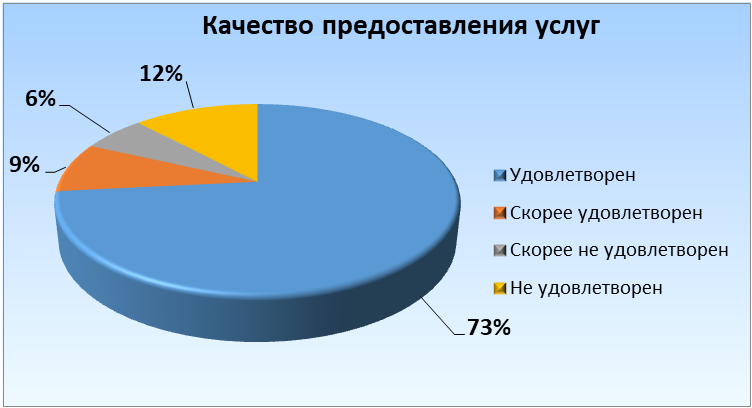 Качество предоставления услуг
12%
6%
9%
73%
Удовлетворен
Скорее удовлетворен
Скорее не удовлетворен
Не удовлетворен